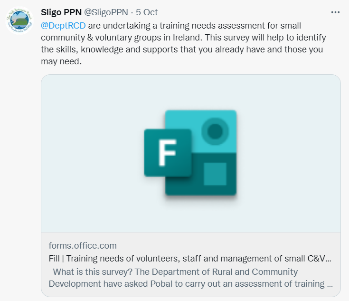 Sligo PPN @SligoPPN · 5 Oct
@DeptRCD are undertaking a training needs assessment for small
community & voluntary groups in Ireland. This survey will help to identify
the skills, knowledge and supports that you already have and those you
may need.
F
forms.office.com
Fill | Training needs of volunteers, staff and management of small C&V...
What is this survey? The Department of Rural and Community
Development have asked Pobal to carry out an assessment of training ...